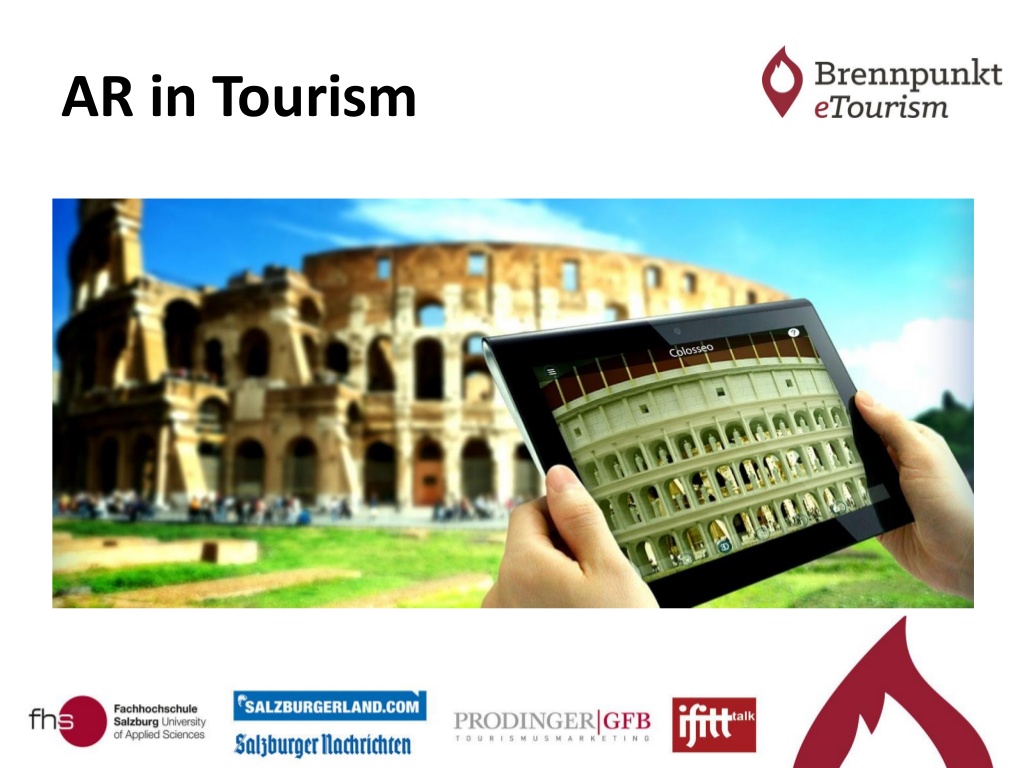 AR in Tourism
Brennpunkt
eTourism
Colosseo
?
fhs
Fachhochschule
Salzburg University
of Applied Sciences
SALZBURGERLAND.COM
Salzburger Nachrichten
PRODINGER|GFB
TOURISMUSMARKETING
ifitt talk